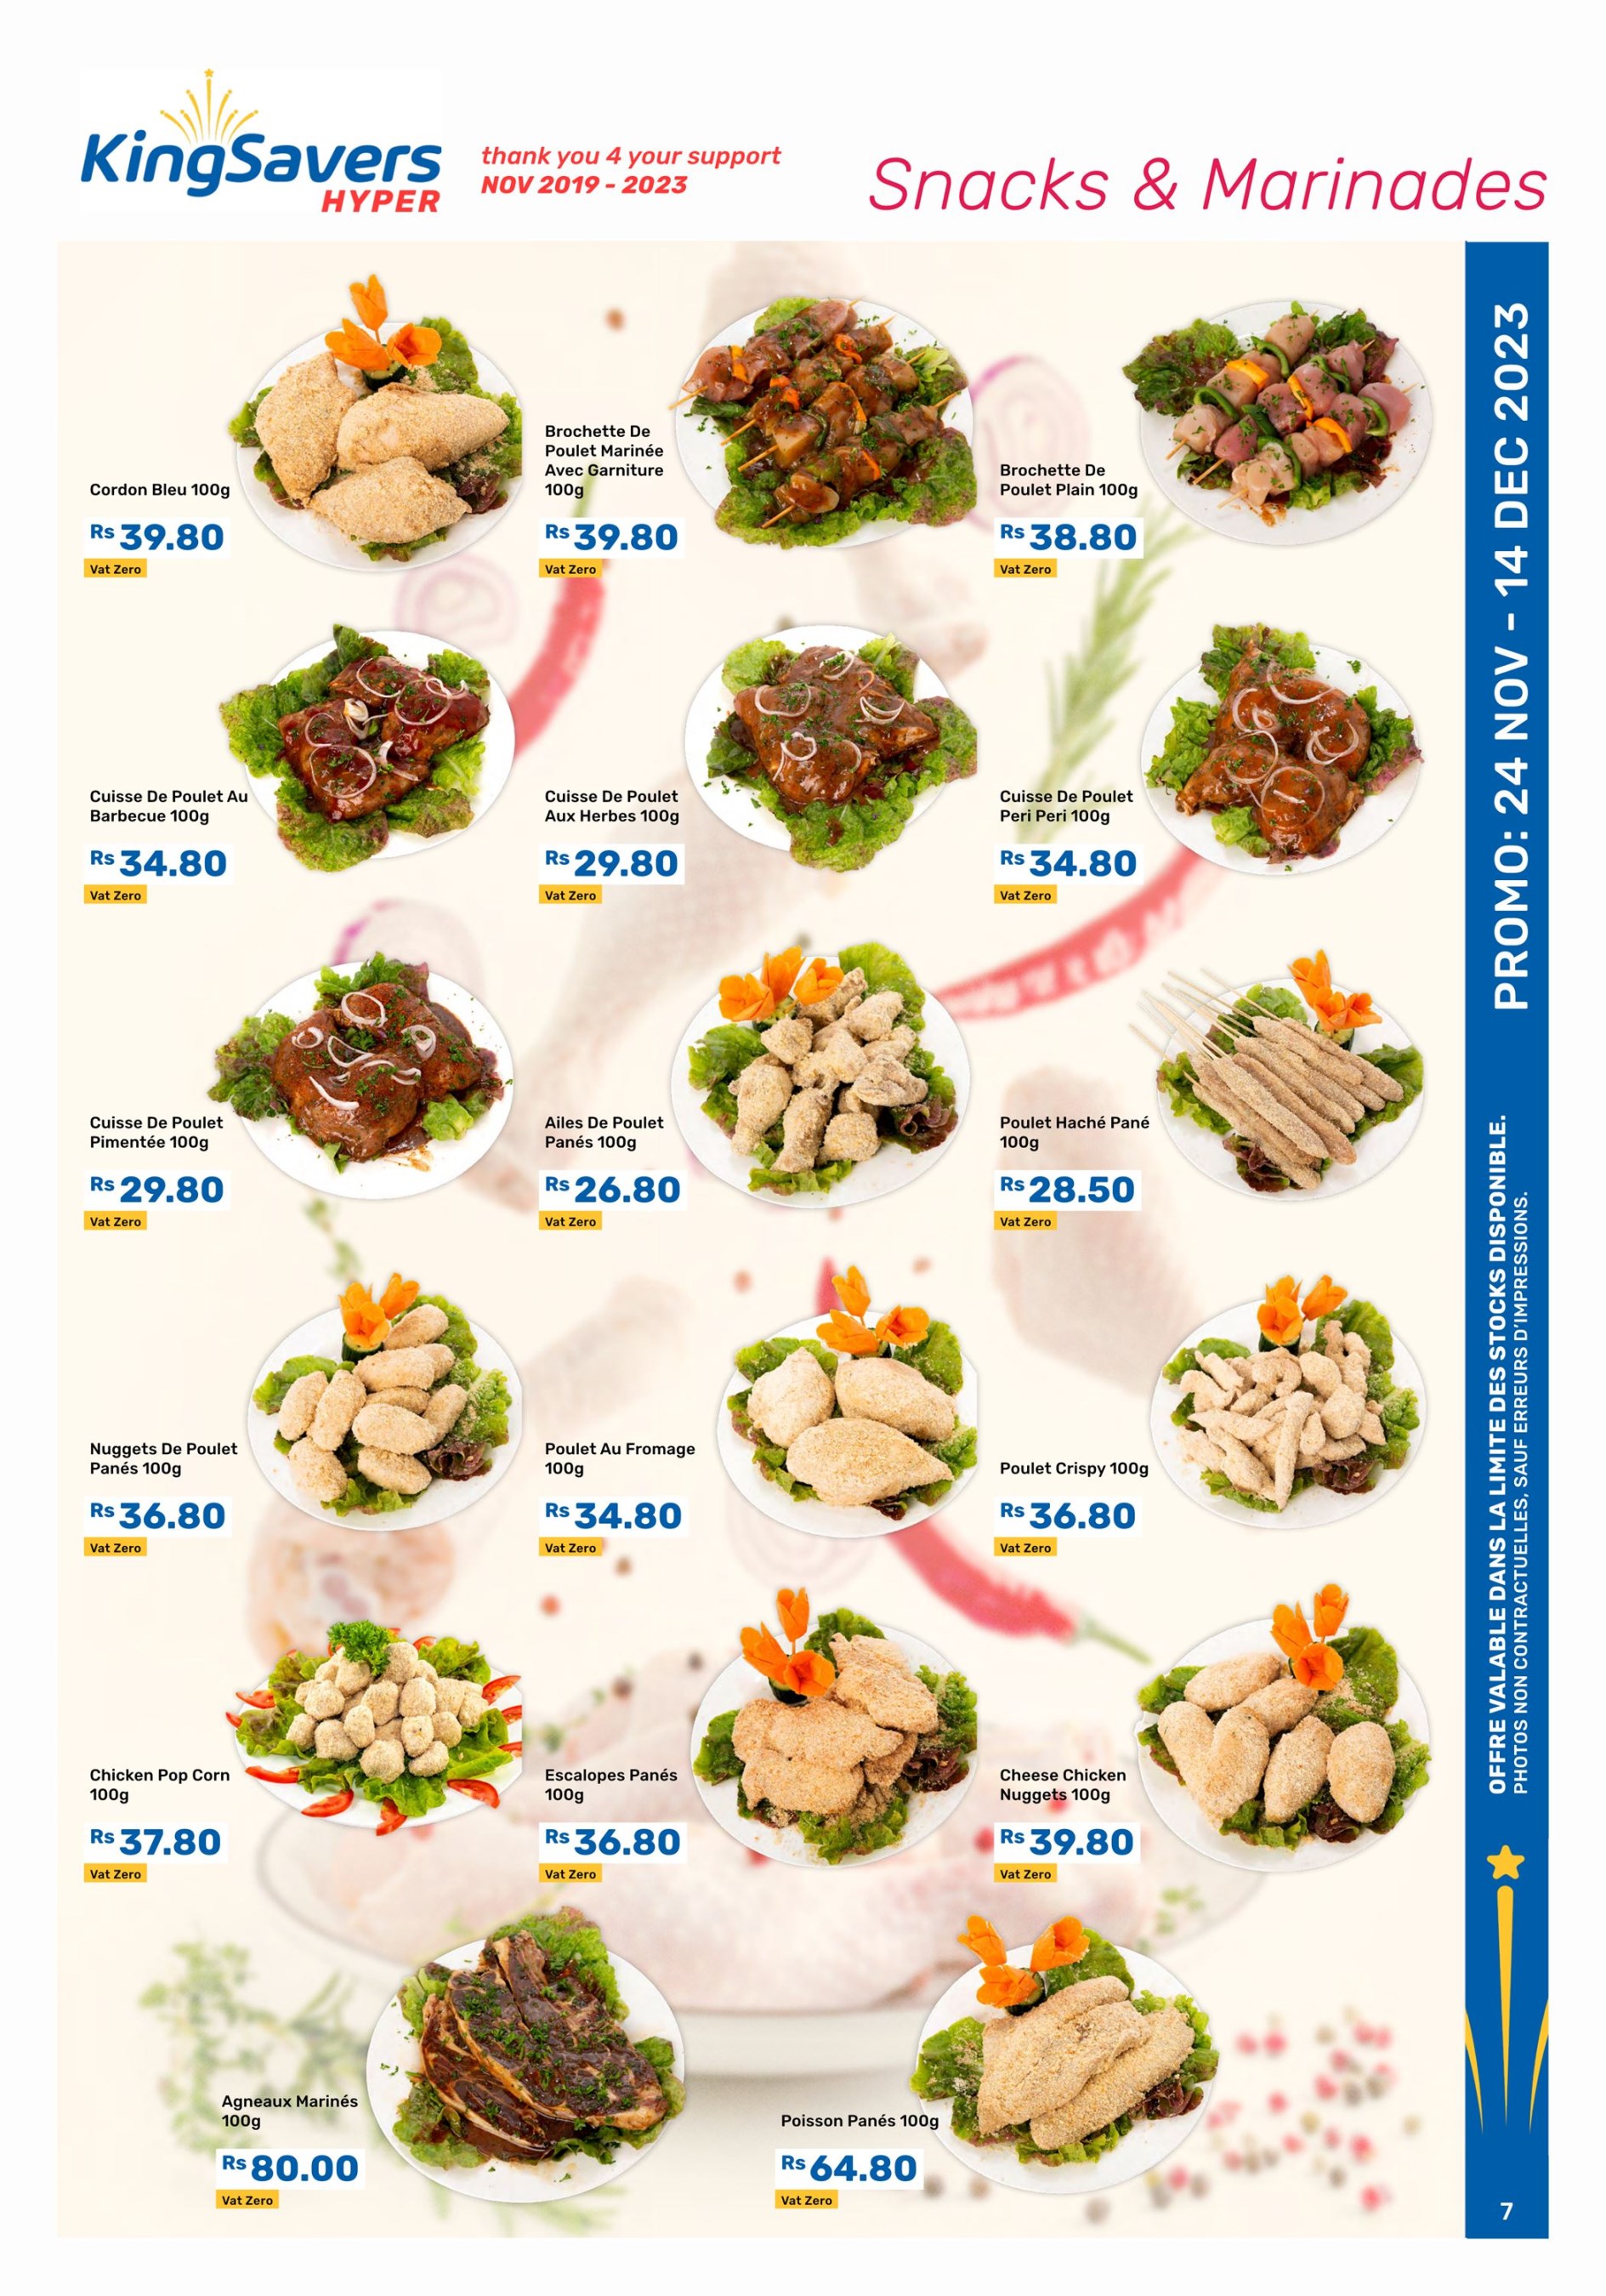 KingSavers
HYPER
thank you 4 your support
NOV 2019 - 2023
Snacks & Marinades
Cordon Bleu 100g
Rs 39.80
Vat Zero
Brochette De
Poulet Marinée
Avec Garniture
100g
Rs 39.80
Vat Zero
Brochette De
Poulet Plain 100g
Rs 38.80
Vat Zero
Cuisse De Poulet Au
Barbecue 100g
Rs 34.80
Vat Zero
Cuisse De Poulet
Aux Herbes 100g
Rs 29.80
Vat Zero
Cuisse De Poulet
Peri Peri 100g
Rs 34.80
Vat Zero
Cuisse De Poulet
Pimentée 100g
Rs 29.80
Vat Zero
Ailes De Poulet
Panés 100g
Rs 26.80
Vat Zero
Poulet Haché Pané
100g
Rs 28.50
Vat Zero
Nuggets De Poulet
Panés 100g
Rs 36.80
Vat Zero
Poulet Au Fromage
100g
Rs 34.80
Vat Zero
Poulet Crispy 100g
Rs 36.80
Vat Zero
Chicken Pop Corn
100g
Rs 37.80
Vat Zero
Escalopes Panés
100g
Rs 36.80
Vat Zero
Cheese Chicken
Nuggets 100g
Rs 39.80
Vat Zero
Agneaux Marinés
100g
Rs 80.00
Vat Zero
Poisson Panés 100g
Rs 64.80
Vat Zero
PROMO: 24 NOV - 14 DEC 2023
OFFRE VALABLE DANS LA LIMITE DES STOCKS DISPONIBLE.
PHOTOS NON CONTRACTUELLES, SAUF ERREURS D'IMPRESSIONS.
7